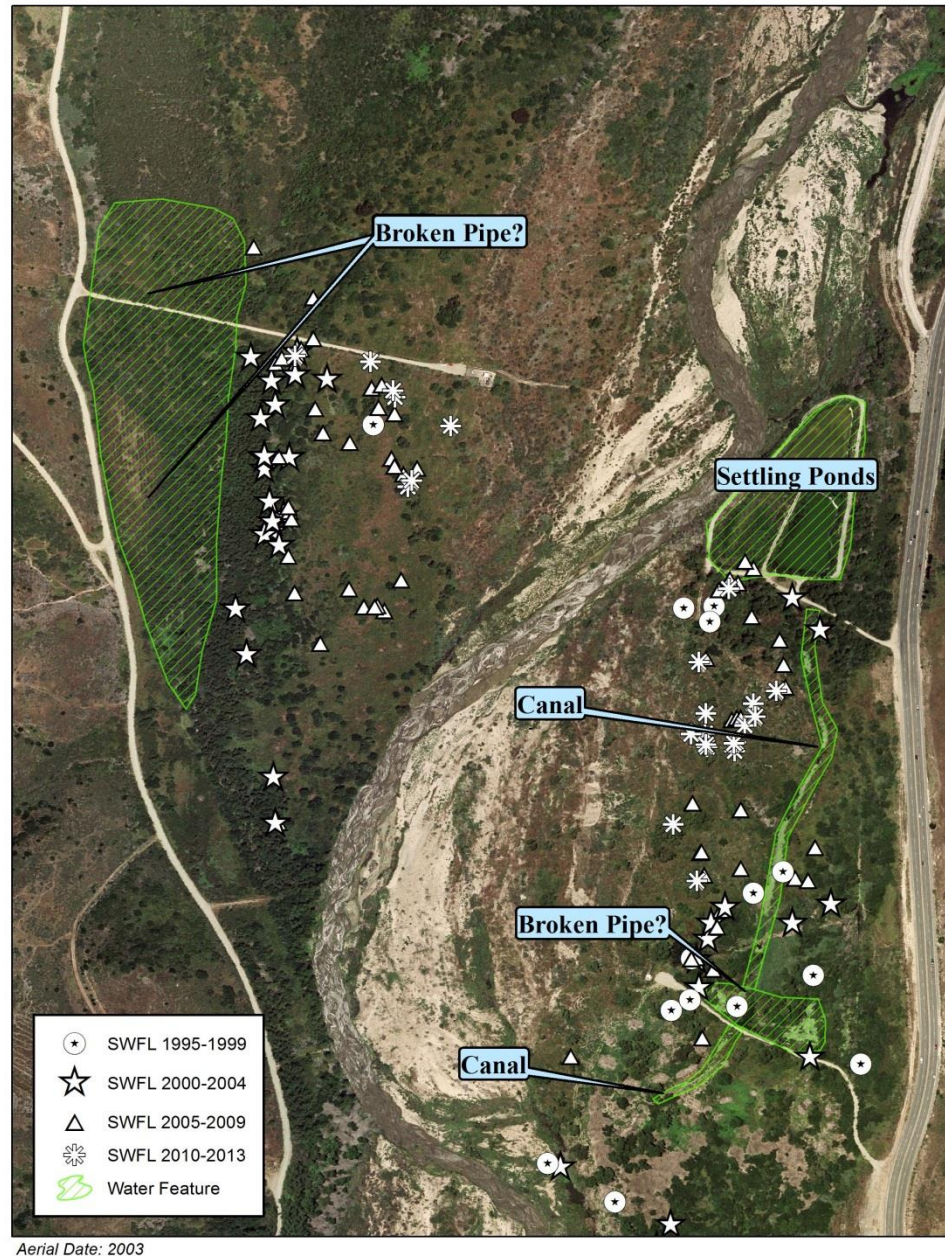 Broken Pipe?
Settling Ponds
Canal
Broken Pipe?
Canal
SWFL 1995-1999
SWFL 2000-2004
SWFL 2005-2009
SWFL 2010-2013
Water Feature
Aerial Date: 2003